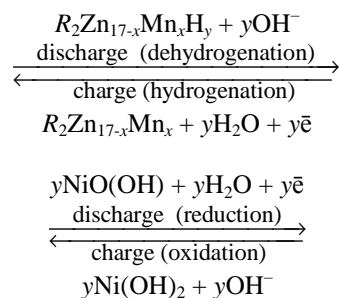 R₂Zn₁₇₋ₓMnₓHᵧ + yOH⁻
discharge (dehydrogenation)
charge (hydrogenation)
R₂Zn₁₇₋ₓMnₓ + yH₂O + yē
yNiO(OH) + yH₂O + yē
discharge (reduction)
charge (oxidation)
yNi(OH)₂ + yOH⁻